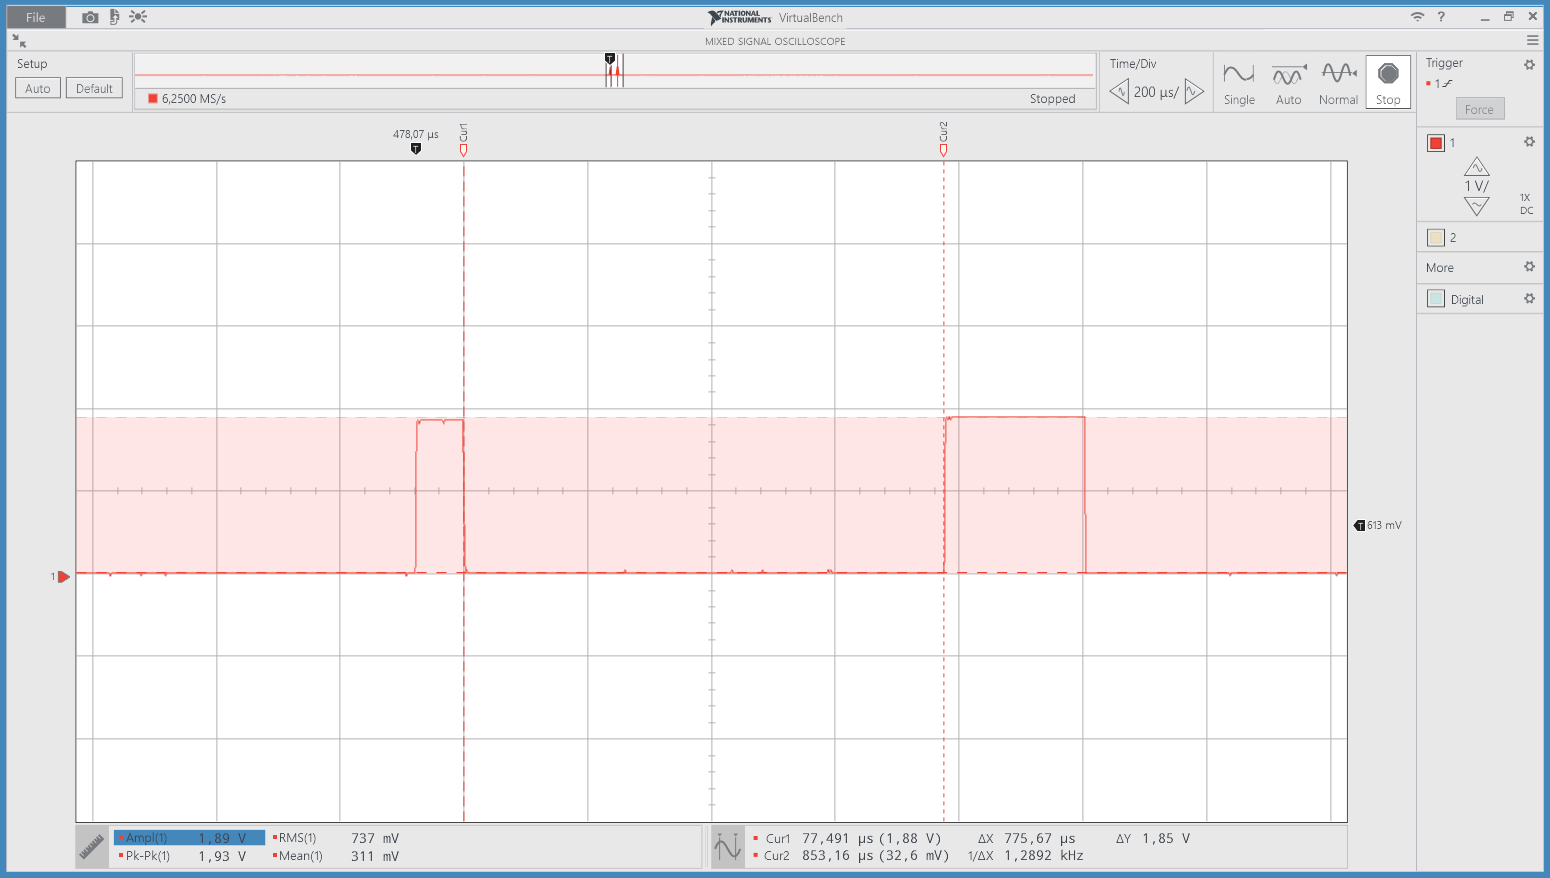 File
NATIONAL INSTRUMENTS VirtualBench
?
MIXED SIGNAL OSCILLOSCOPE
Setup
Auto Default
T
6,2500 MS/s
Stopped
Time/Div
200 µs/
Single Auto Normal Stop
Trigger
1
Force
478,07 µs
T
Cur1
Cur2
1
1 V/
1X
DC
2
More
Digital
T 613 mV
1
Ampl(1) 1,89 V RMS(1) 737 mV
Pk-Pk(1) 1,93 V Mean(1) 311 mV
Cur1 77,491 µs (1,88 V) ΔX 775,67 µs ΔY 1,85 V
Cur2 853,16 µs (32,6 mV) 1/ΔX 1,2892 kHz